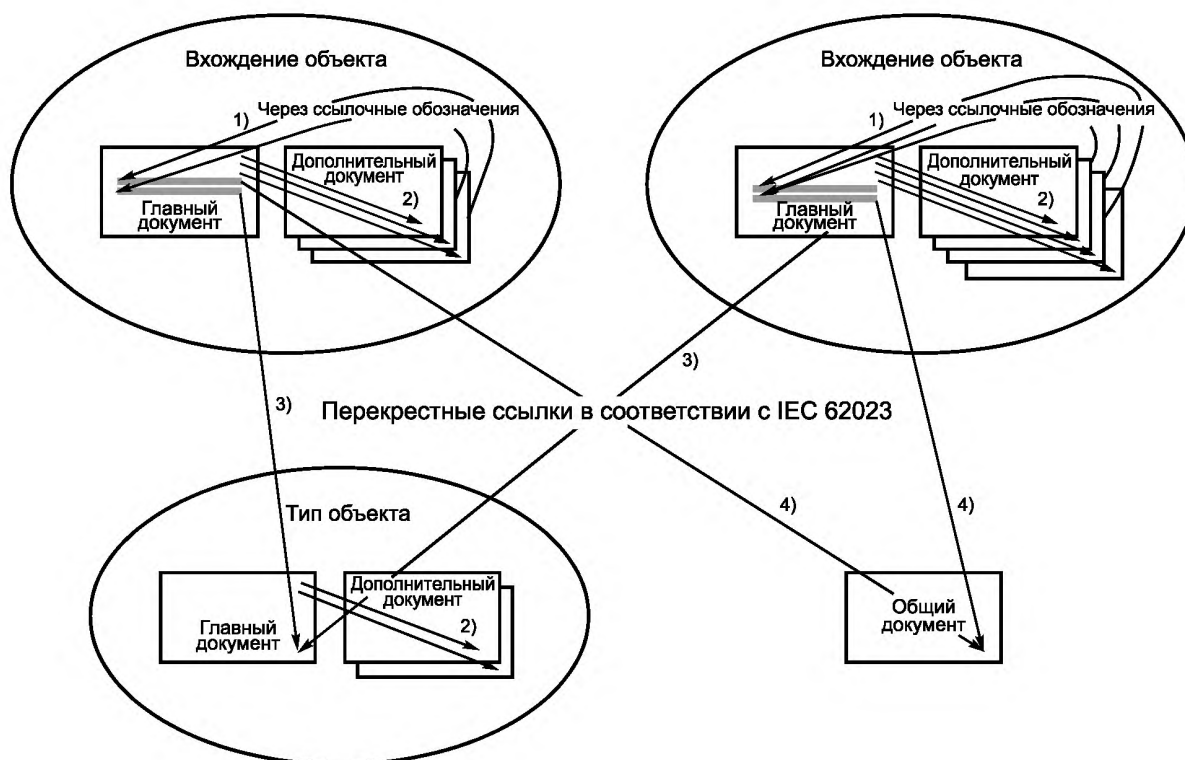 Вхождение объекта
Через ссылочные обозначения
1)
Дополнительный
документ
2)
Главный
документ
Вхождение объекта
Через ссылочные обозначения
1)
Дополнительный
документ
2)
Главный
документ
3)
3)
Перекрестные ссылки в соответствии с IEC 62023
4)
4)
Тип объекта
Дополнительный
документ
2)
Главный
документ
Общий
документ